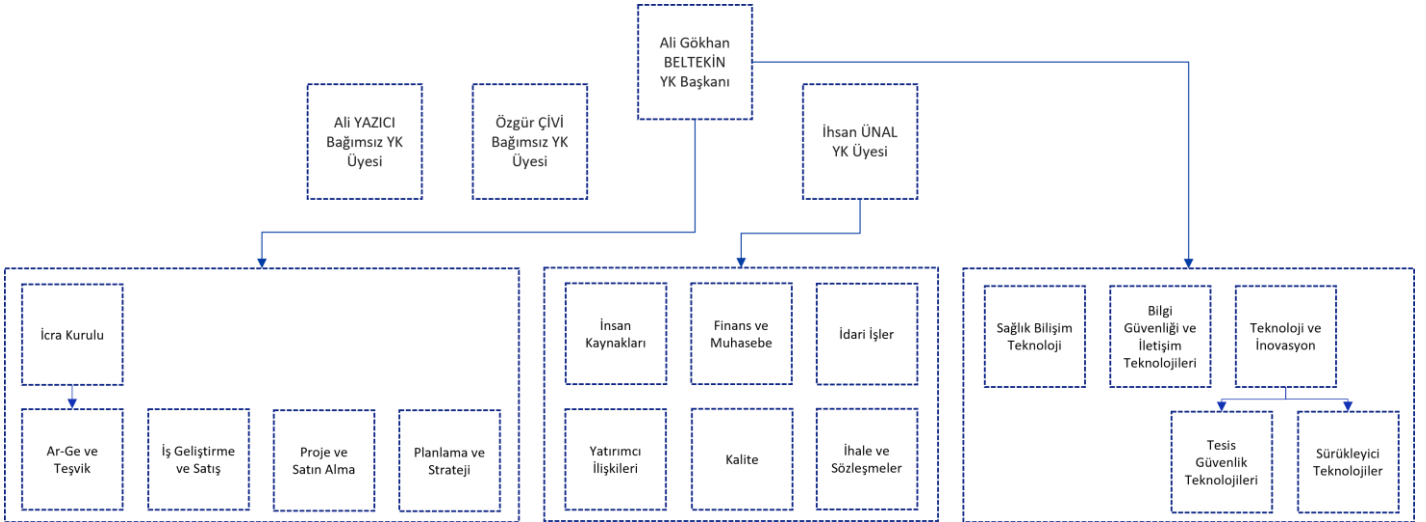 Ali Gökhan
BELTEKİN
YK Başkanı
Ali YAZICI
Bağımsız YK
Üyesi
Özgür ÇİVİ
Bağımsız YK
Üyesi
İhsan ÜNAL
YK Üyesi
İcra Kurulu
Ar-Ge ve
Teşvik
İş Geliştirme
ve Satış
Proje ve
Satın Alma
Planlama ve
Strateji
İnsan
Kaynakları
Finans ve
Muhasebe
İdari İşler
Yatırımcı
İlişkileri
Kalite
İhale ve
Sözleşmeler
Sağlık Bilişim
Teknoloji
Bilgi
Güvenliği ve
İletişim
Teknolojileri
Teknoloji ve
İnovasyon
Tesis
Güvenlik
Teknolojileri
Sürükleyici
Teknolojiler